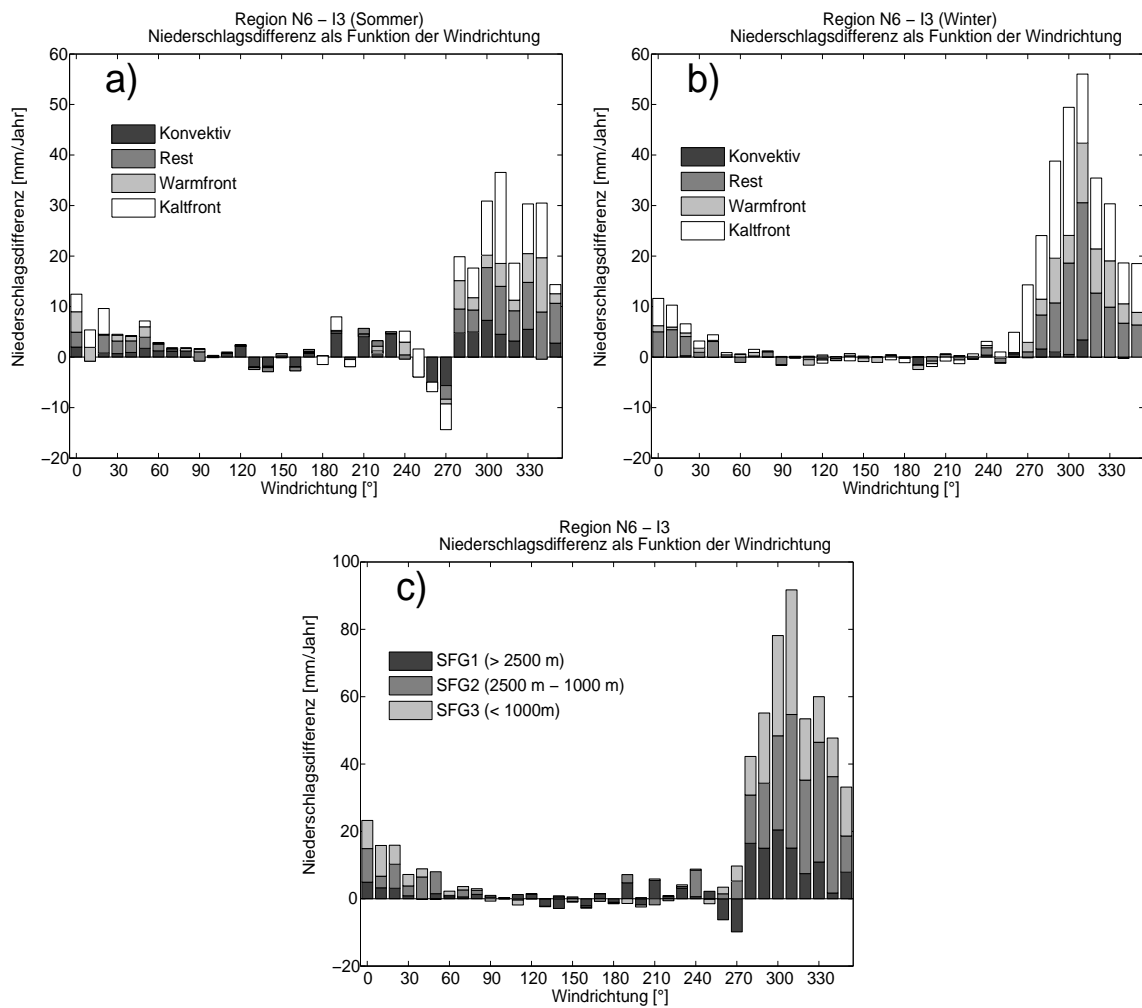 Region N6 − I3 (Sommer)
Niederschlagsdifferenz als Funktion der Windrichtung
a)
Konvektiv
Rest
Warmfront
Kaltfront
Niederschlagsdifferenz [mm/Jahr]
60
50
40
30
20
10
0
−10
−20
0 30 60 90 120 150 180 210 240 270 300 330
Windrichtung [°]
Region N6 − I3 (Winter)
Niederschlagsdifferenz als Funktion der Windrichtung
b)
Konvektiv
Rest
Warmfront
Kaltfront
Niederschlagsdifferenz [mm/Jahr]
60
50
40
30
20
10
0
−10
−20
0 30 60 90 120 150 180 210 240 270 300 330
Windrichtung [°]
Region N6 − I3
Niederschlagsdifferenz als Funktion der Windrichtung
c)
SFG1 (> 2500 m)
SFG2 (2500 m − 1000 m)
SFG3 (< 1000m)
Niederschlagsdifferenz [mm/Jahr]
100
80
60
40
20
0
−20
0 30 60 90 120 150 180 210 240 270 300 330
Windrichtung [°]